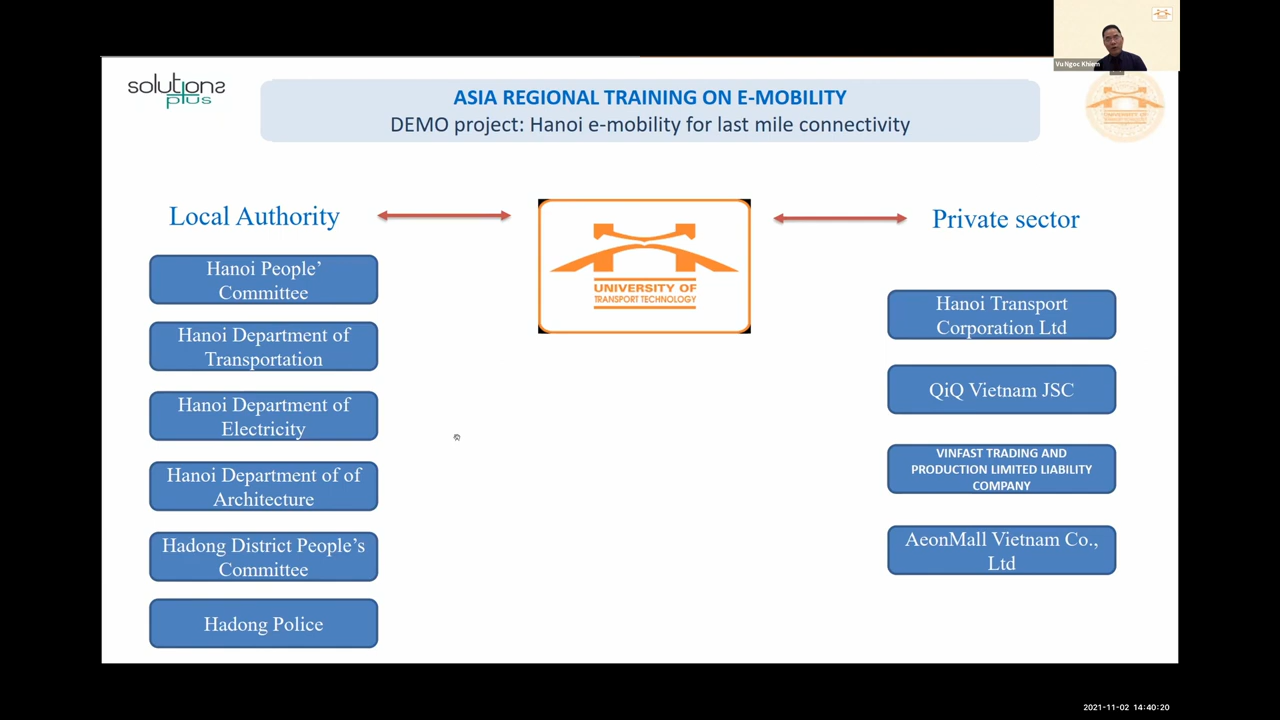 Vu Ngoc Khiem
solutions
plus
ASIA REGIONAL TRAINING ON E-MOBILITY
DEMO project: Hanoi e-mobility for last mile connectivity
Local Authority
Hanoi People’
Committee
Hanoi Department of
Transportation
Hanoi Department of
Electricity
Hanoi Department of of
Architecture
Hadong District People’s
Committee
Hadong Police
UNIVERSITY OF
TRANSPORT TECHNOLOGY
Private sector
Hanoi Transport
Corporation Ltd
QiQ Vietnam JSC
VINFAST TRADING AND
PRODUCTION LIMITED LIABILITY
COMPANY
AeonMall Vietnam Co.,
Ltd
2021-11-02 14:40:20